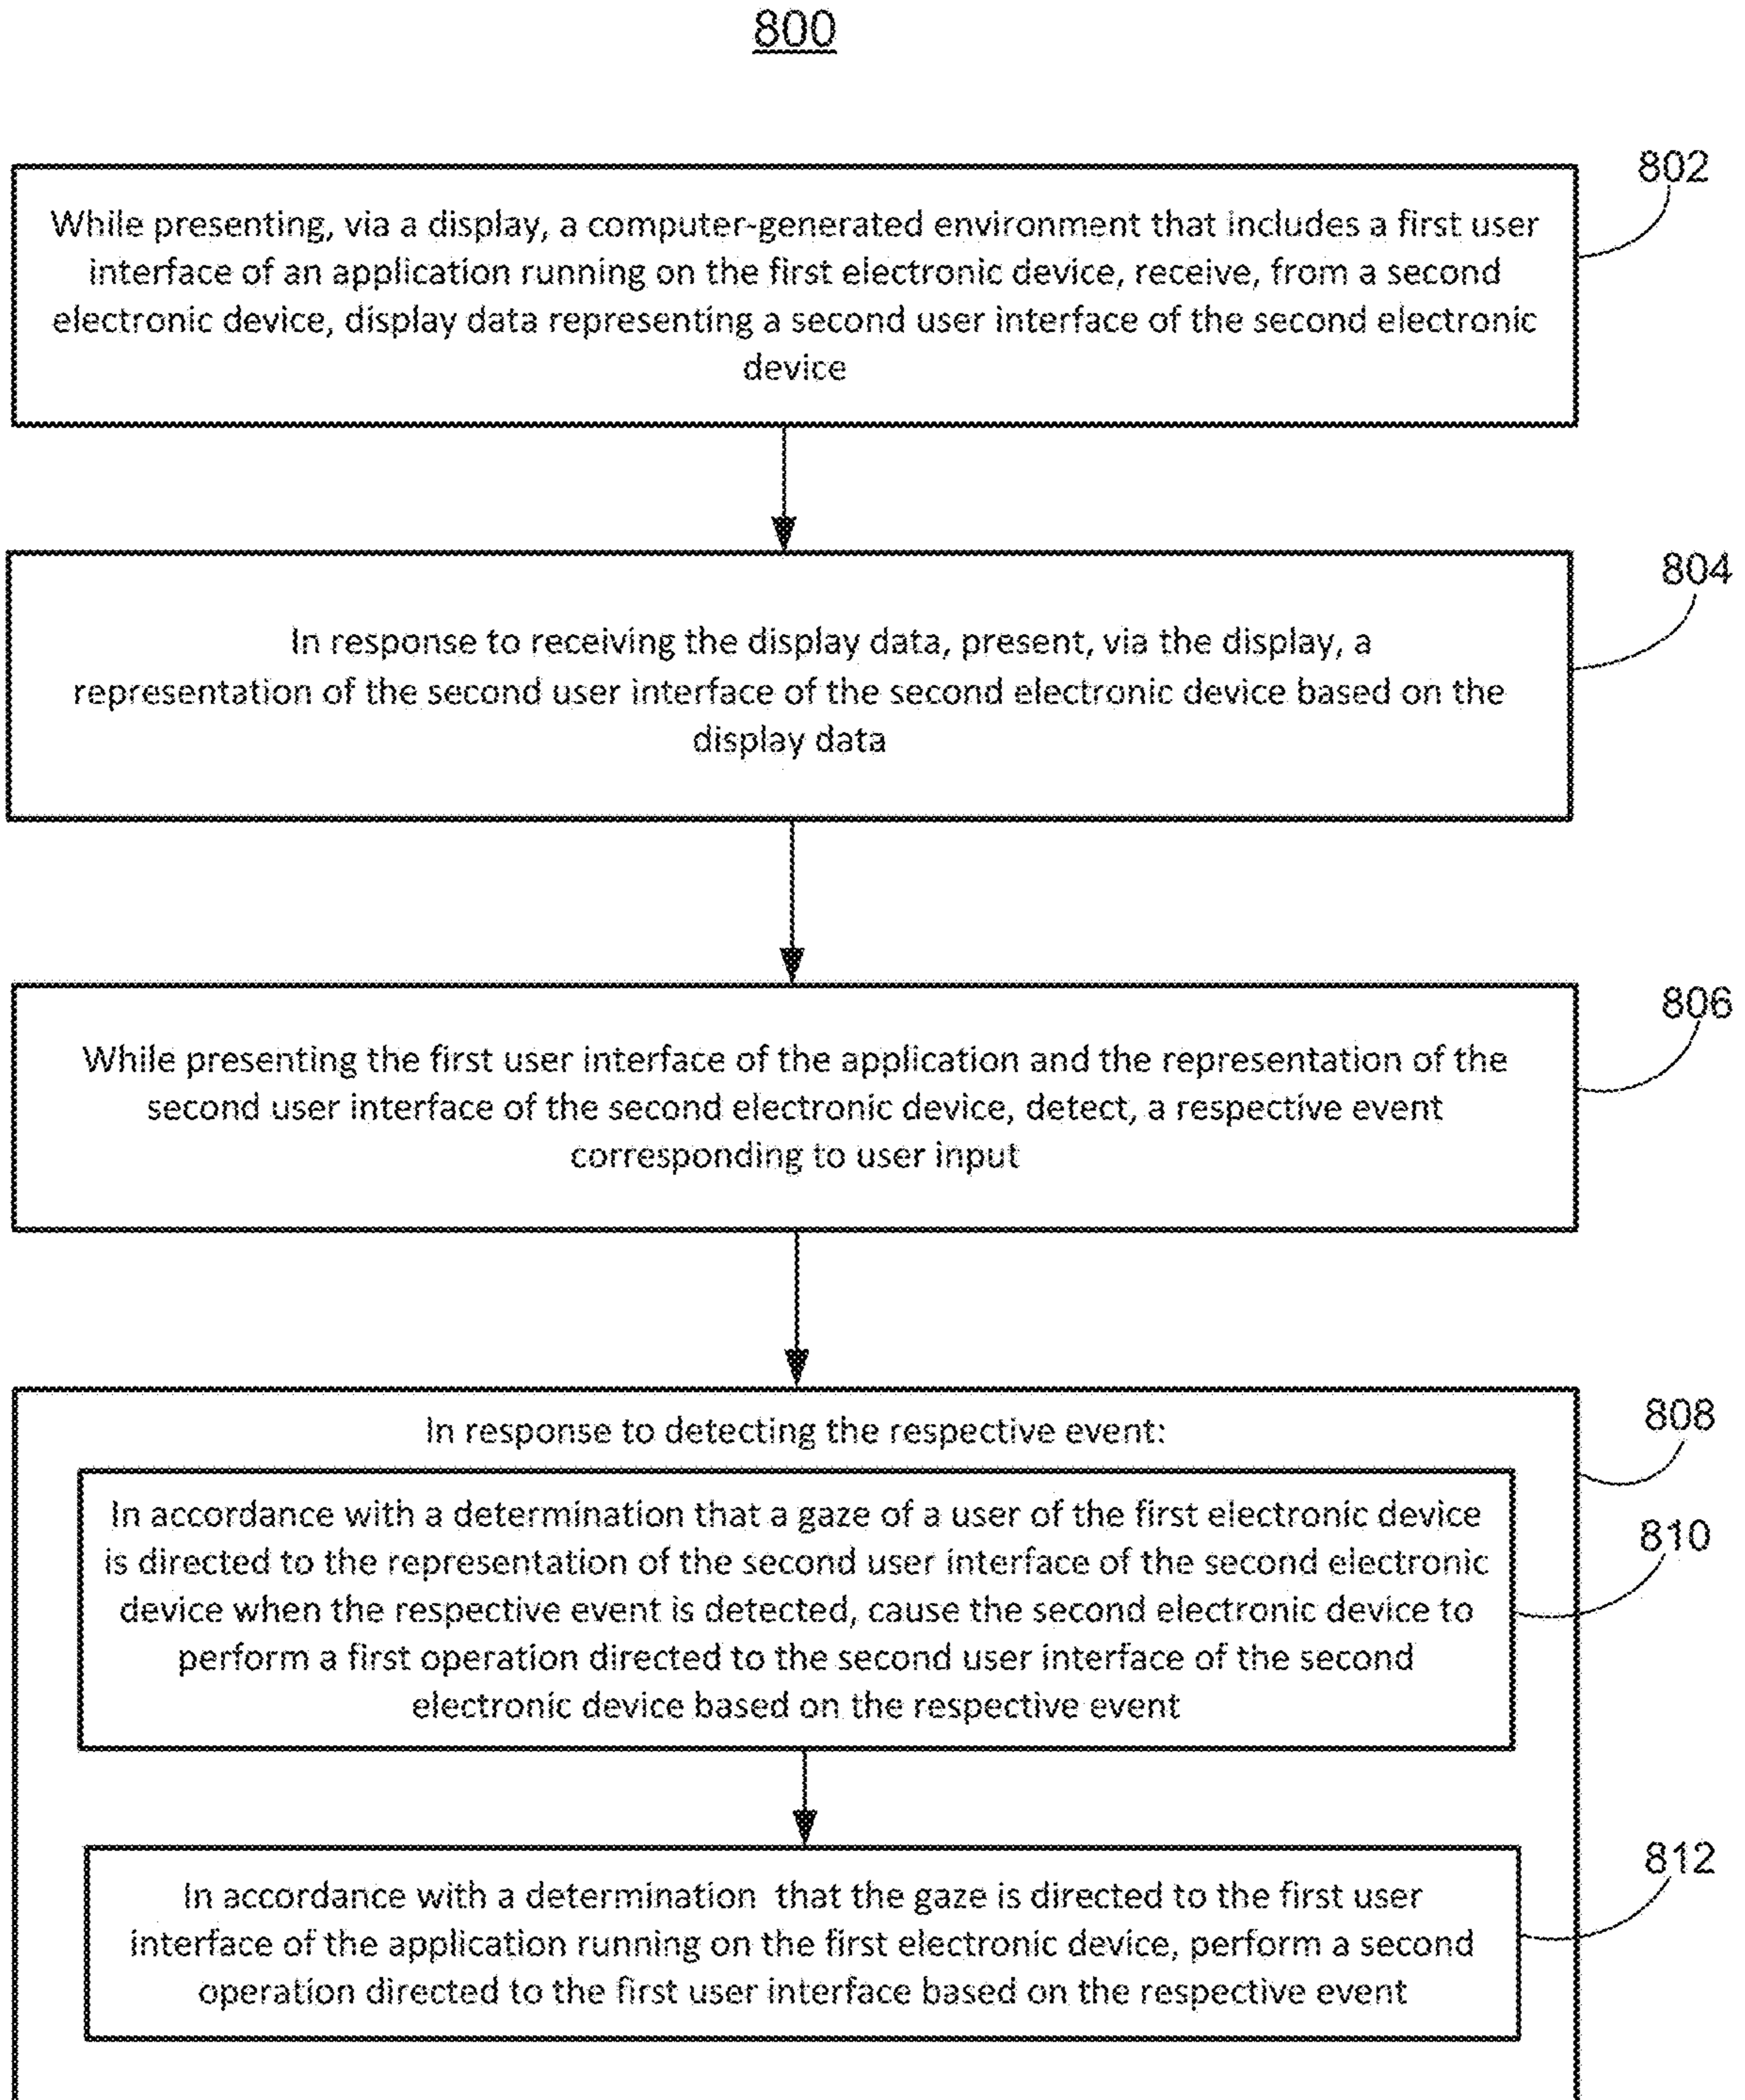 800
802
While presenting, via a display, a computer-generated environment that includes a first user
interface of an application running on the first electronic device, receive, from a second
electronic device, display data representing a second user interface of the second electronic
device
804
In response to receiving the display data, present, via the display, a
representation of the second user interface of the second electronic device based on the
display data
806
While presenting the first user interface of the application and the representation of the
second user interface of the second electronic device, detect, a respective event
corresponding to user input
808
In response to detecting the respective event:
810
In accordance with a determination that a gaze of a user of the first electronic device
is directed to the representation of the second user interface of the second electronic
device when the respective event is detected, cause the second electronic device to
perform a first operation directed to the second user interface of the second
electronic device based on the respective event
812
In accordance with a determination that the gaze is directed to the first user
interface of the application running on the first electronic device, perform a second
operation directed to the first user interface based on the respective event